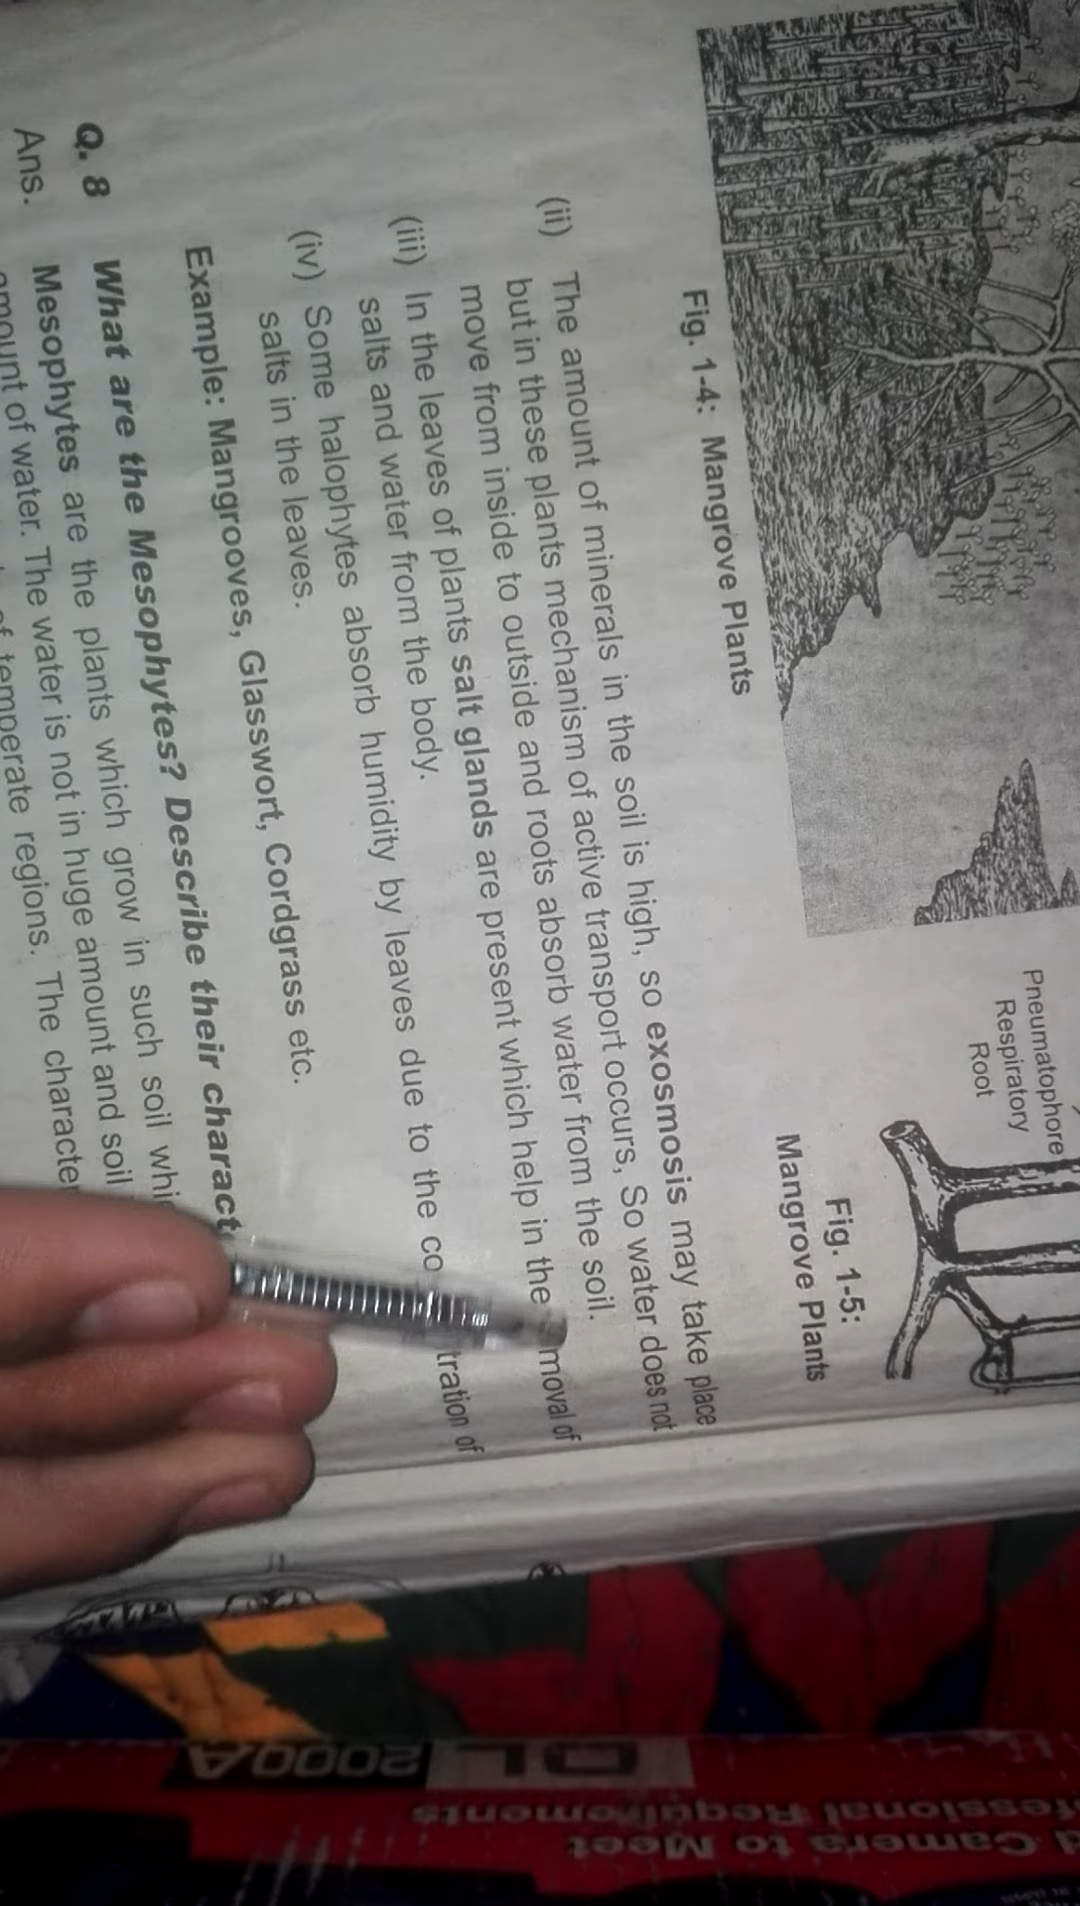 Pneumatophore
Respiratory
Root
Fig. 1-4: Mangrove Plants
Fig. 1-5:
Mangrove Plants
(ii) The amount of minerals in the soil is high, so exosmosis may take place
but in these plants mechanism of active transport occurs, So water does not
move from inside to outside and roots absorb water from the soil.
(iii) In the leaves of plants salt glands are present which help in the moval of
salts and water from the body.
(iv) Some halophytes absorb humidity by leaves due to the co tration of
salts in the leaves.
Example: Mangrooves, Glasswort, Cordgrass etc.
Q. 8 What are the Mesophytes? Describe their charact
Ans. Mesophytes are the plants which grow in such soil whi
amount of water. The water is not in huge amount and soil
of temperate regions. The character
DL 2000A
fessional Requirements
d Camera to Meet